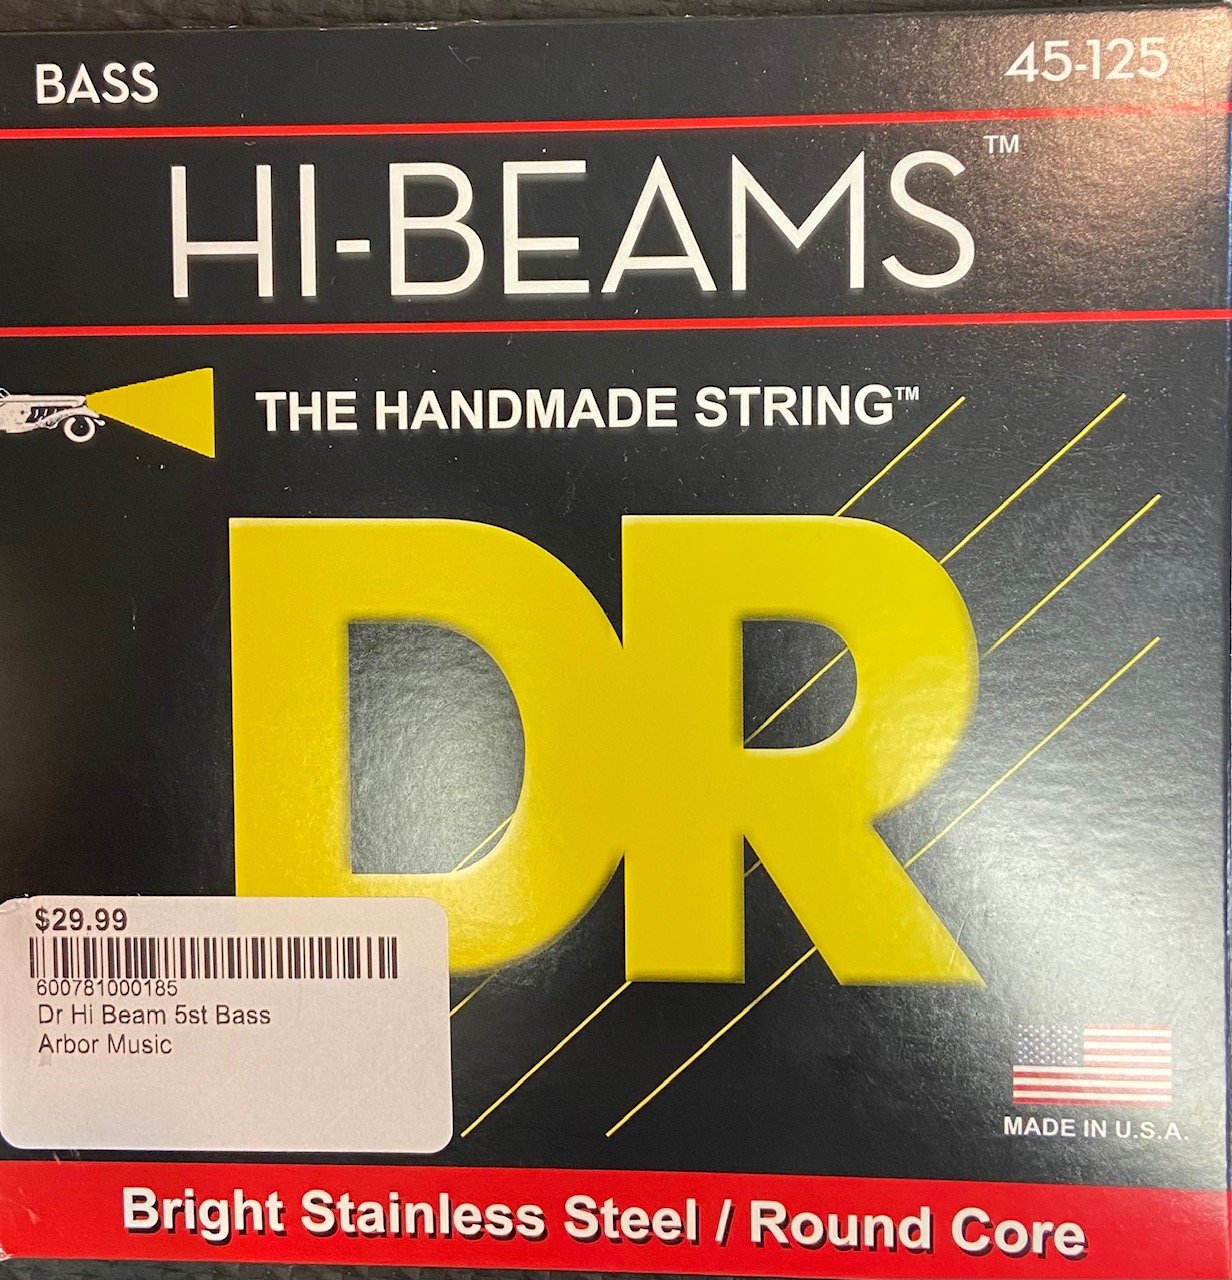 BASS
45-125
HI-BEAMS™
THE HANDMADE STRING™
DR
$29.99
600781000185
Dr Hi Beam 5st Bass
Arbor Music
MADE IN U.S.A.
Bright Stainless Steel / Round Core